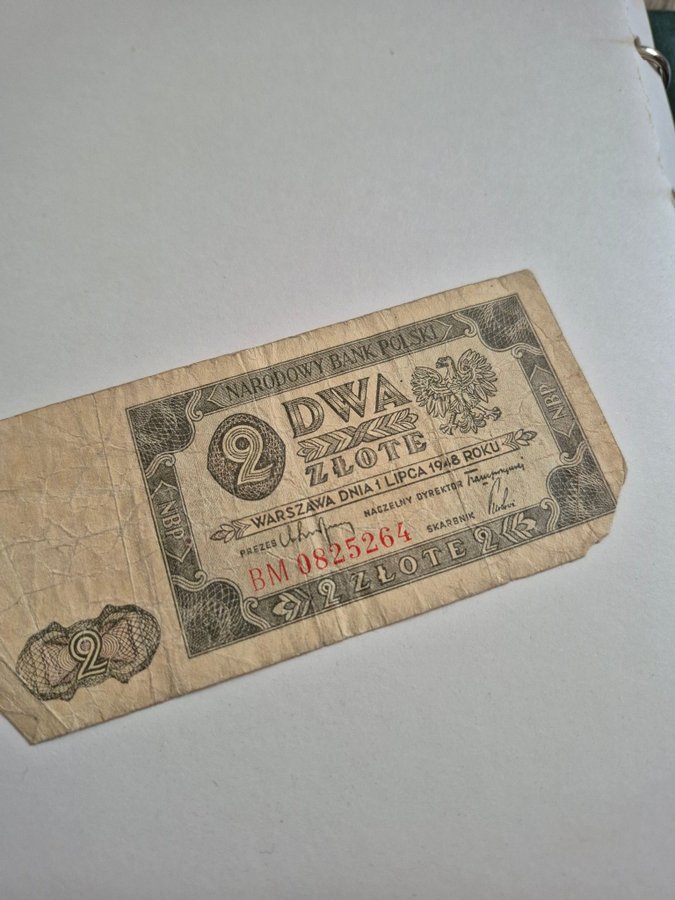 NARODOWY BANK POLSKI
2 DWA
ZŁOTE
WARSZAWA DNIA 1 LIPCA 1948 ROKU
PREZES NACZELNY DYREKTOR
SKARBNIK
BM 0825264
2 ZŁOTE 2
NBP
NBP
2